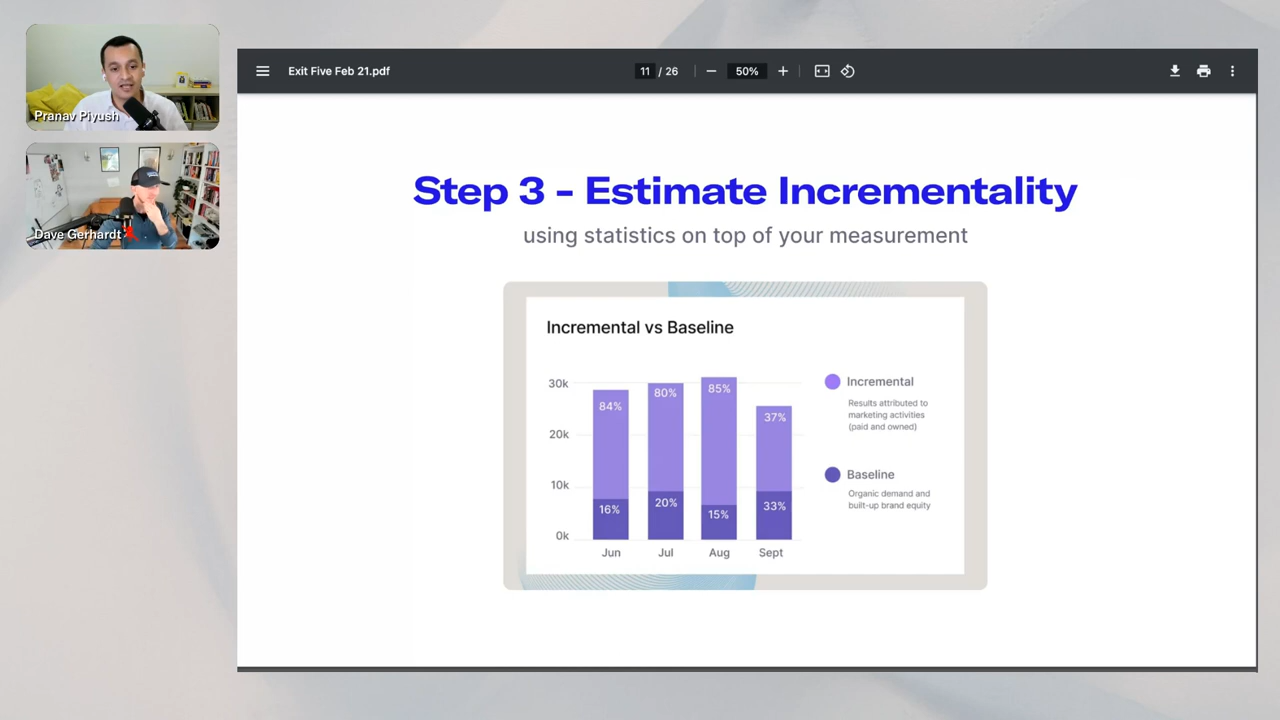 Pranav Piyush
Dave Gerhardt
Exit Five Feb 21.pdf
11 / 26
50%
Step 3 - Estimate Incrementality
using statistics on top of your measurement
Incremental vs Baseline
30k
20k
10k
0k
84%
80%
85%
37%
16%
20%
15%
33%
Jun
Jul
Aug
Sept
Incremental
Results attributed to
marketing activities
(paid and owned)
Baseline
Organic demand and
built-up brand equity